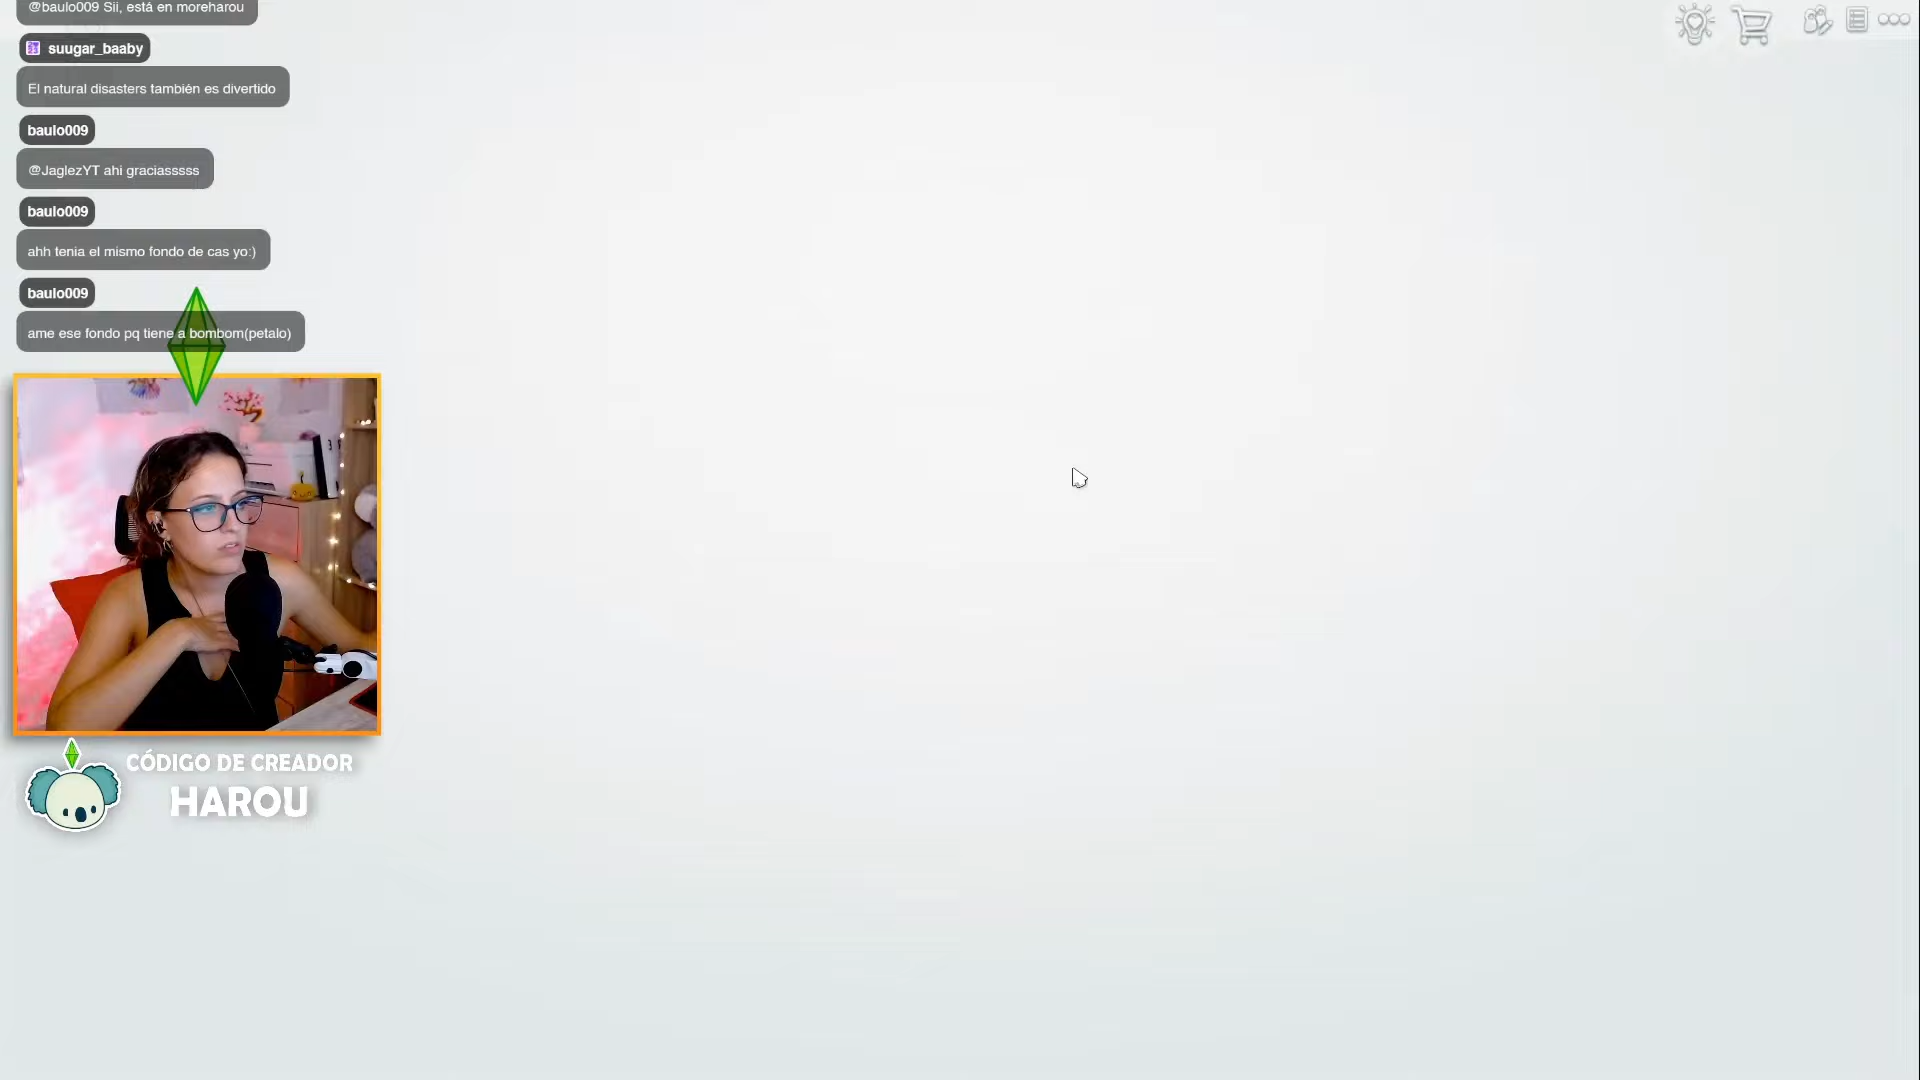 @baulo009 Sii, está en moreharou
suugar_baaby
El natural disasters también es divertido
baulo009
@JaglezYT ahi graciasssss
baulo009
ahh tenia el mismo fondo de cas yo:)
baulo009
ame ese fondo pq tiene a bombom(petalo)
CÓDIGO DE CREADOR
HAROU